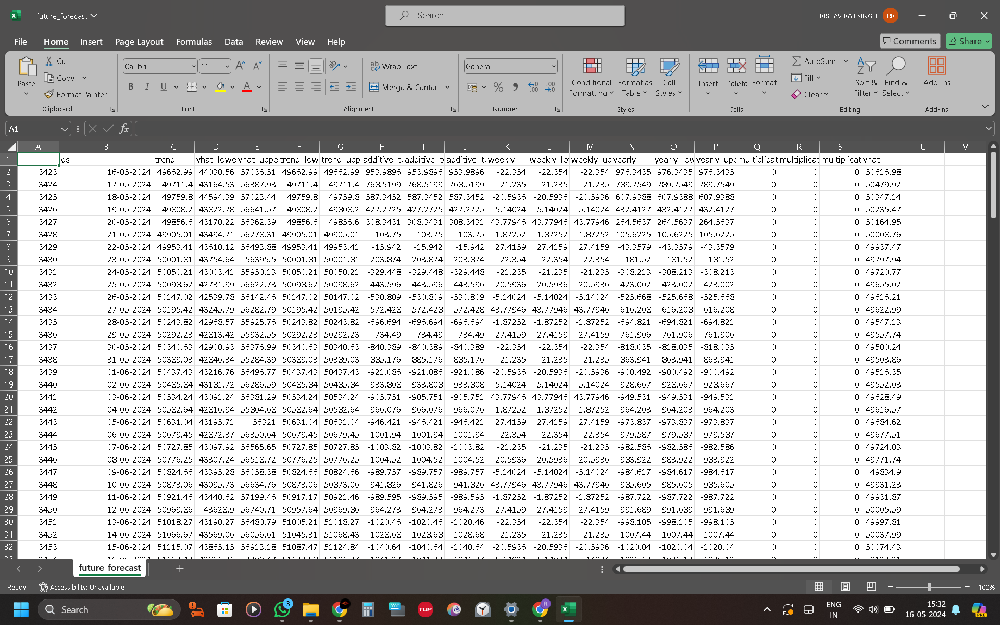 future_forecast
Search
RISHAV RAJ SINGH
RR
File Home Insert Page Layout Formulas Data Review View Help
Comments
Share
Paste
Cut
Copy
Format Painter
Clipboard
Calibri
11
B I U
A
Font
Wrap Text
Merge & Center
Alignment
General
%
Number
Conditional Formatting
Format as Table
Cell Styles
Styles
Insert
Delete
Format
Cells
AutoSum
Fill
Clear
Sort & Filter
Find & Select
Editing
Add-ins
Add-ins
A1
fx
A B C D E F G H I J K L M N O P Q R S T U V
1 ds trend yhat_lowe yhat_uppe trend_low trend_upp additive_te additive_te additive_te weekly weekly_lo weekly_up yearly yearly_low yearly_upp multiplicat multiplicat multiplicat yhat
2 3423 16-05-2024 49662.99 44030.56 57036.51 49662.99 49662.99 953.9896 953.9896 953.9896 -22.354 -22.354 -22.354 976.3435 976.3435 976.3435 0 0 0 50616.98
3 3424 17-05-2024 49711.4 43164.53 56387.93 49711.4 49711.4 768.5199 768.5199 768.5199 -21.235 -21.235 -21.235 789.7549 789.7549 789.7549 0 0 0 50479.92
4 3425 18-05-2024 49759.8 44594.39 57023.44 49759.8 49759.8 587.3452 587.3452 587.3452 -20.5936 -20.5936 -20.5936 607.9388 607.9388 607.9388 0 0 0 50347.14
5 3426 19-05-2024 49808.2 43822.78 56641.57 49808.2 49808.2 427.2725 427.2725 427.2725 -5.14024 -5.14024 -5.14024 432.4127 432.4127 432.4127 0 0 0 50235.47
6 3427 20-05-2024 49856.6 43170.22 56362.39 49856.6 49856.6 308.3431 308.3431 308.3431 43.77946 43.77946 43.77946 264.5637 264.5637 264.5637 0 0 0 50164.95
7 3428 21-05-2024 49905.01 43494.71 56278.31 49905.01 49905.01 103.75 103.75 103.75 -1.87252 -1.87252 -1.87252 105.6225 105.6225 105.6225 0 0 0 50008.76
8 3429 22-05-2024 49953.41 43610.12 56493.88 49953.41 49953.41 -15.942 -15.942 -15.942 27.4159 27.4159 27.4159 -43.3579 -43.3579 -43.3579 0 0 0 49937.47
9 3430 23-05-2024 50001.81 43754.64 56395.5 50001.81 50001.81 -203.874 -203.874 -203.874 -22.354 -22.354 -22.354 -181.52 -181.52 -181.52 0 0 0 49797.94
10 3431 24-05-2024 50050.21 43003.41 55950.13 50050.21 50050.21 -329.448 -329.448 -329.448 -21.235 -21.235 -21.235 -308.213 -308.213 -308.213 0 0 0 49720.77
11 3432 25-05-2024 50098.62 42731.99 56622.73 50098.62 50098.62 -443.596 -443.596 -443.596 -20.5936 -20.5936 -20.5936 -423.002 -423.002 -423.002 0 0 0 49655.02
12 3433 26-05-2024 50147.02 42539.78 56142.46 50147.02 50147.02 -530.809 -530.809 -530.809 -5.14024 -5.14024 -5.14024 -525.668 -525.668 -525.668 0 0 0 49616.21
13 3434 27-05-2024 50195.42 43245.79 56282.79 50195.42 50195.42 -572.428 -572.428 -572.428 43.77946 43.77946 43.77946 -616.208 -616.208 -616.208 0 0 0 49622.99
14 3435 28-05-2024 50243.82 42968.57 55925.76 50243.82 50243.82 -696.694 -696.694 -696.694 -1.87252 -1.87252 -1.87252 -694.821 -694.821 -694.821 0 0 0 49547.13
15 3436 29-05-2024 50292.23 42813.42 55932.55 50292.23 50292.23 -734.49 -734.49 -734.49 27.4159 27.4159 27.4159 -761.906 -761.906 -761.906 0 0 0 49557.74
16 3437 30-05-2024 50340.63 42900.93 56376.99 50340.63 50340.63 -840.389 -840.389 -840.389 -22.354 -22.354 -22.354 -818.035 -818.035 -818.035 0 0 0 49500.24
17 3438 31-05-2024 50389.03 42846.34 55284.39 50389.03 50389.03 -885.176 -885.176 -885.176 -21.235 -21.235 -21.235 -863.941 -863.941 -863.941 0 0 0 49503.86
18 3439 01-06-2024 50437.43 43216.76 56496.77 50437.43 50437.43 -921.086 -921.086 -921.086 -20.5936 -20.5936 -20.5936 -900.492 -900.492 -900.492 0 0 0 49516.35
19 3440 02-06-2024 50485.84 43181.72 56286.59 50485.84 50485.84 -933.808 -933.808 -933.808 -5.14024 -5.14024 -5.14024 -928.667 -928.667 -928.667 0 0 0 49552.03
20 3441 03-06-2024 50534.24 43091.24 56381.29 50534.24 50534.24 -905.751 -905.751 -905.751 43.77946 43.77946 43.77946 -949.531 -949.531 -949.531 0 0 0 49628.49
21 3442 04-06-2024 50582.64 42816.94 55804.68 50582.64 50582.64 -966.076 -966.076 -966.076 -1.87252 -1.87252 -1.87252 -964.203 -964.203 -964.203 0 0 0 49616.57
22 3443 05-06-2024 50631.04 43195.71 56321 50631.04 50631.04 -946.421 -946.421 -946.421 27.4159 27.4159 27.4159 -973.837 -973.837 -973.837 0 0 0 49684.62
23 3444 06-06-2024 50679.45 42872.37 56350.64 50679.45 50679.45 -1001.94 -1001.94 -1001.94 -22.354 -22.354 -22.354 -979.587 -979.587 -979.587 0 0 0 49677.51
24 3445 07-06-2024 50727.85 43097.92 56565.65 50727.85 50727.85 -1003.82 -1003.82 -1003.82 -21.235 -21.235 -21.235 -982.586 -982.586 -982.586 0 0 0 49724.03
25 3446 08-06-2024 50776.25 43307.24 56518.72 50776.25 50776.25 -1004.52 -1004.52 -1004.52 -20.5936 -20.5936 -20.5936 -983.922 -983.922 -983.922 0 0 0 49771.74
26 3447 09-06-2024 50824.66 43395.28 56058.38 50824.66 50824.66 -989.757 -989.757 -989.757 -5.14024 -5.14024 -5.14024 -984.617 -984.617 -984.617 0 0 0 49834.9
27 3448 10-06-2024 50873.06 43095.73 56634.76 50873.06 50873.06 -941.826 -941.826 -941.826 43.77946 43.77946 43.77946 -985.605 -985.605 -985.605 0 0 0 49931.23
28 3449 11-06-2024 50921.46 43440.62 57199.46 50917.17 50921.46 -989.595 -989.595 -989.595 -1.87252 -1.87252 -1.87252 -987.722 -987.722 -987.722 0 0 0 49931.87
29 3450 12-06-2024 50969.86 43628.9 56740.71 50957.64 50969.86 -964.273 -964.273 -964.273 27.4159 27.4159 27.4159 -991.689 -991.689 -991.689 0 0 0 50005.59
30 3451 13-06-2024 51018.27 43190.27 56480.79 51005.21 51018.27 -1020.46 -1020.46 -1020.46 -22.354 -22.354 -22.354 -998.105 -998.105 -998.105 0 0 0 49997.81
31 3452 14-06-2024 51066.67 43569.06 56056.61 51045.31 51068.43 -1028.68 -1028.68 -1028.68 -21.235 -21.235 -21.235 -1007.44 -1007.44 -1007.44 0 0 0 50037.99
32 3453 15-06-2024 51115.07 43865.15 56913.18 51087.47 51124.84 -1040.64 -1040.64 -1040.64 -20.5936 -20.5936 -20.5936 -1020.04 -1020.04 -1020.04 0 0 0 50074.43
future_forecast
Ready
Accessibility: Unavailable
100%
Search
3
TUF
R
ENG
IN
15:32
16-05-2024
PRE